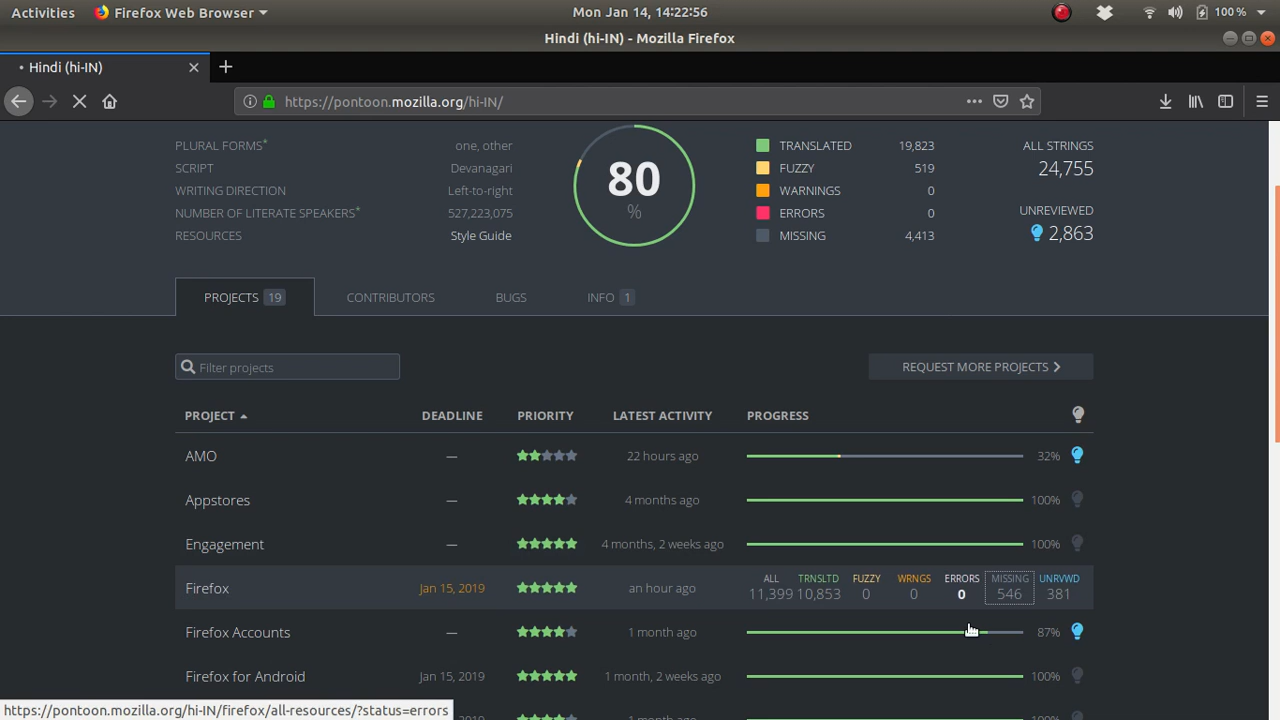 Activities Firefox Web Browser Mon Jan 14, 14:22:56 100 %
Hindi (hi-IN) - Mozilla Firefox
• Hindi (hi-IN)
https://pontoon.mozilla.org/hi-IN/
PLURAL FORMS* one, other
SCRIPT Devanagari
WRITING DIRECTION Left-to-right
NUMBER OF LITERATE SPEAKERS* 527,223,075
RESOURCES Style Guide
80
%
TRANSLATED 19,823
FUZZY 519
WARNINGS 0
ERRORS 0
MISSING 4,413
ALL STRINGS
24,755
UNREVIEWED
2,863
PROJECTS 19 CONTRIBUTORS BUGS INFO 1
Filter projects REQUEST MORE PROJECTS
PROJECT DEADLINE PRIORITY LATEST ACTIVITY PROGRESS
AMO — 22 hours ago 32%
Appstores — 4 months ago 100%
Engagement — 4 months, 2 weeks ago 100%
ALL TRNSLTD FUZZY WRNGS ERRORS MISSING UNRVWD
Firefox Jan 15, 2019 an hour ago 11,399 10,853 0 0 0 546 381
Firefox Accounts — 1 month ago 87%
Firefox for Android Jan 15, 2019 1 month, 2 weeks ago 100%
https://pontoon.mozilla.org/hi-IN/firefox/all-resources/?status=errors